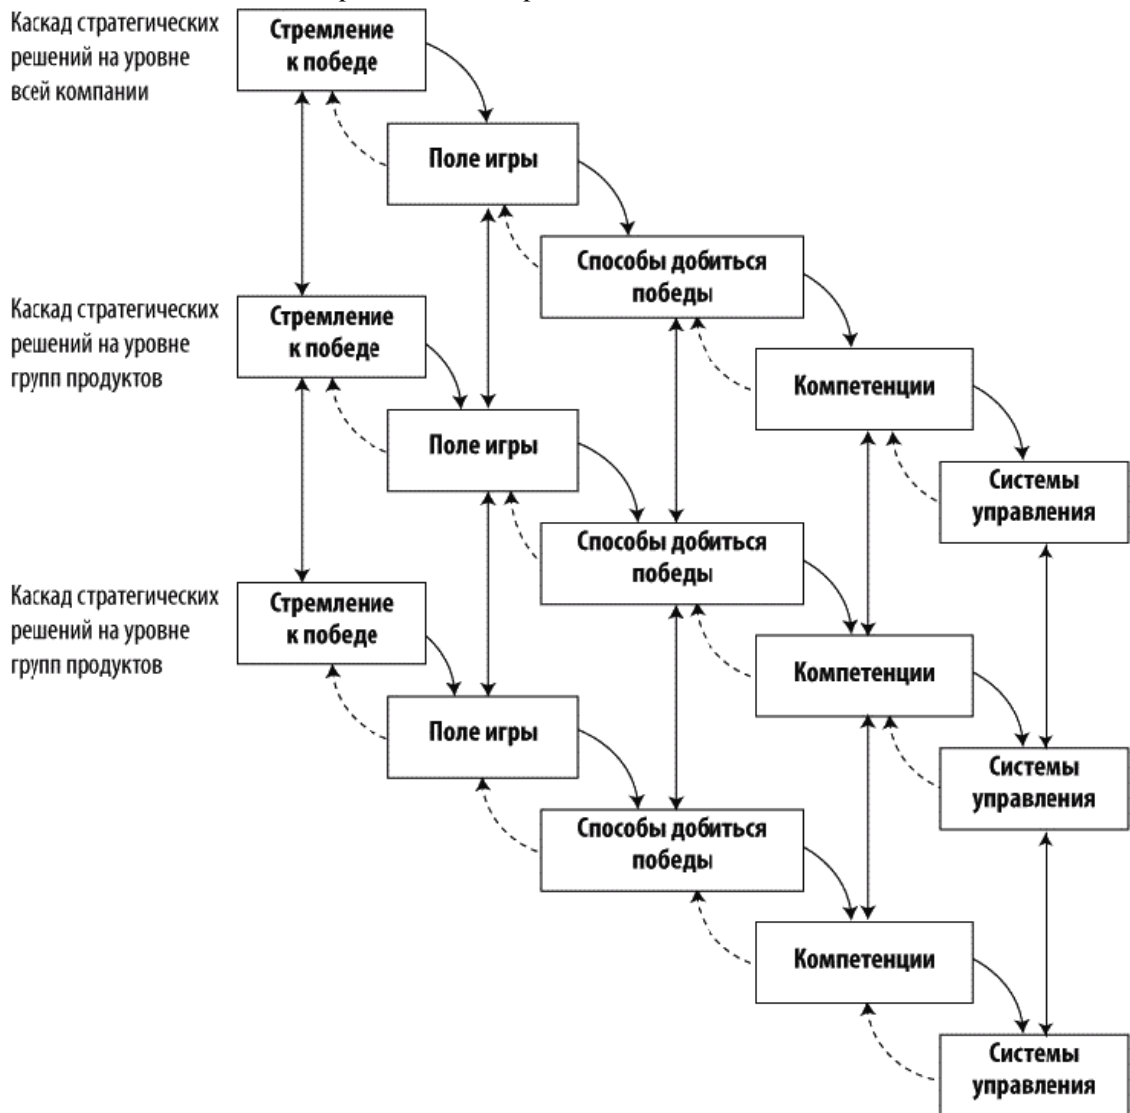 Каскад стратегических
решений на уровне
всей компании
Стремление
к победе
Поле игры
Способы добиться
победы
Компетенции
Системы
управления
Каскад стратегических
решений на уровне
групп продуктов
Стремление
к победе
Поле игры
Способы добиться
победы
Компетенции
Системы
управления
Каскад стратегических
решений на уровне
групп продуктов
Стремление
к победе
Поле игры
Способы добиться
победы
Компетенции
Системы
управления